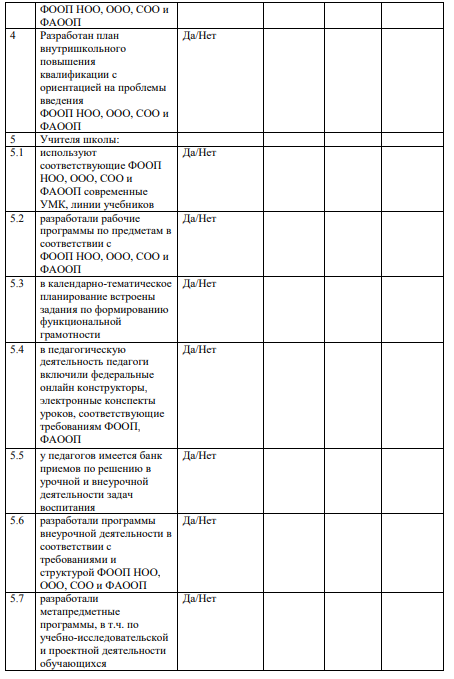 ФООП НОО, ООО, СОО и
ФАООП
4 Разработан план Да/Нет
внутришкольного
повышения
квалификации с
ориентацией на проблемы
введения
ФООП НОО, ООО, СОО и
ФАООП
5 Учителя школы:
5.1 используют Да/Нет
соответствующие ФООП
НОО, ООО, СОО и
ФАООП современные
УМК, линии учебников
5.2 разработали рабочие Да/Нет
программы по предметам в
соответствии с
ФООП НОО, ООО, СОО и
ФАООП
5.3 в календарно-тематическое Да/Нет
планирование встроены
задания по формированию
функциональной
грамотности
5.4 в педагогическую Да/Нет
деятельность педагоги
включили федеральные
онлайн конструкторы,
электронные конспекты
уроков, соответствующие
требованиям ФООП,
ФАООП
5.5 у педагогов имеется банк Да/Нет
приемов по решению в
урочной и внеурочной
деятельности задач
воспитания
5.6 разработали программы Да/Нет
внеурочной деятельности в
соответствии с
требованиями и
структурой ФООП НОО,
ООО, СОО и ФАООП
5.7 разработали Да/Нет
метапредметные
программы, в т.ч. по
учебно-исследовательской
и проектной деятельности
обучающихся